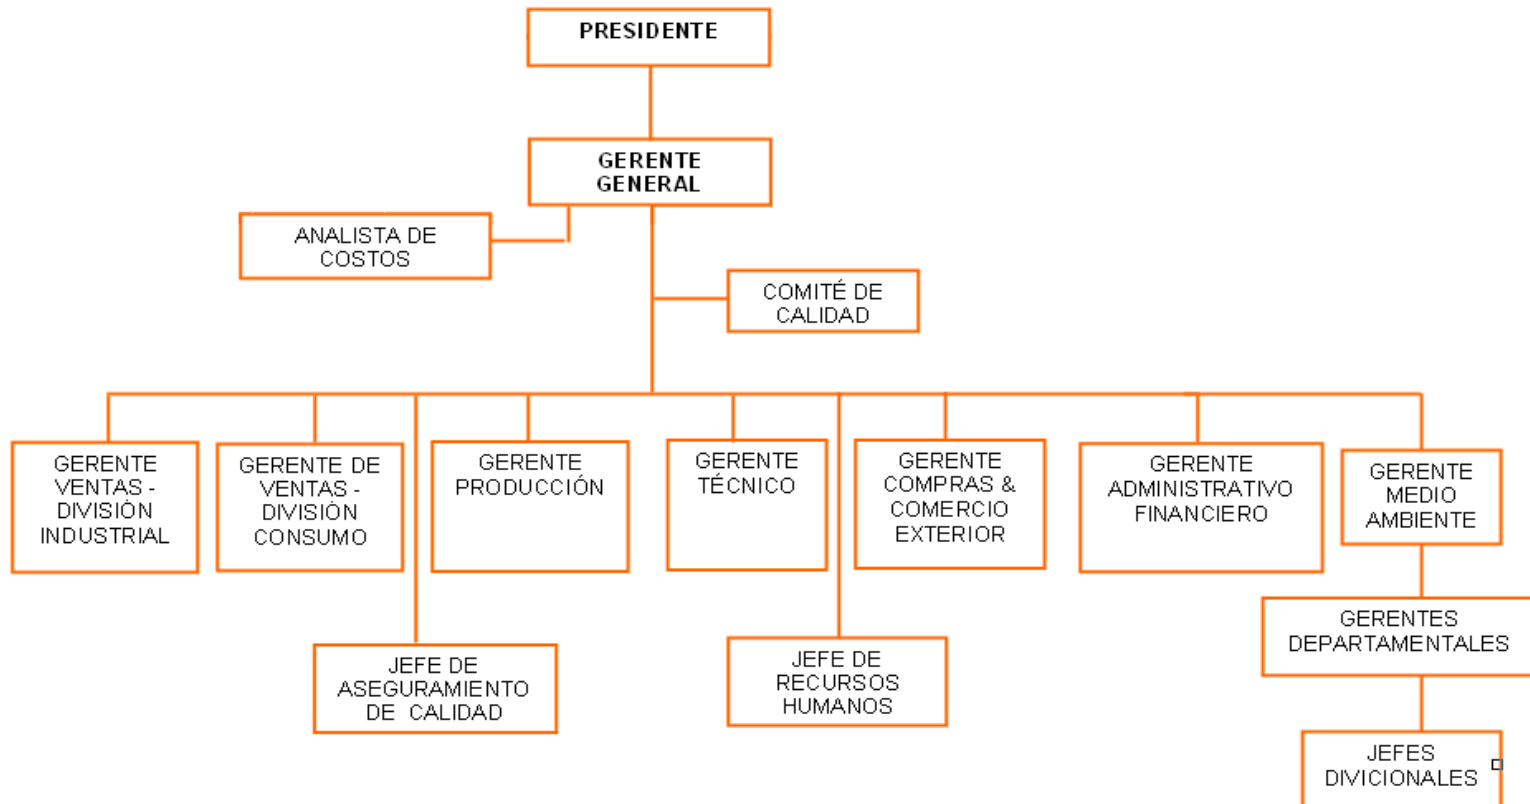 PRESIDENTE
GERENTE
GENERAL
ANALISTA DE
COSTOS
COMITÉ DE
CALIDAD
GERENTE
VENTAS -
DIVISIÒN
INDUSTRIAL
GERENTE DE
VENTAS -
DIVISIÒN
CONSUMO
GERENTE
PRODUCCIÓN
GERENTE
TÉCNICO
GERENTE
COMPRAS &
COMERCIO
EXTERIOR
GERENTE
ADMINISTRATIVO
FINANCIERO
GERENTE
MEDIO
AMBIENTE
GERENTES
DEPARTAMENTALES
JEFE DE
ASEGURAMIENTO
DE CALIDAD
JEFE DE
RECURSOS
HUMANOS
JEFES
DIVICIONALES